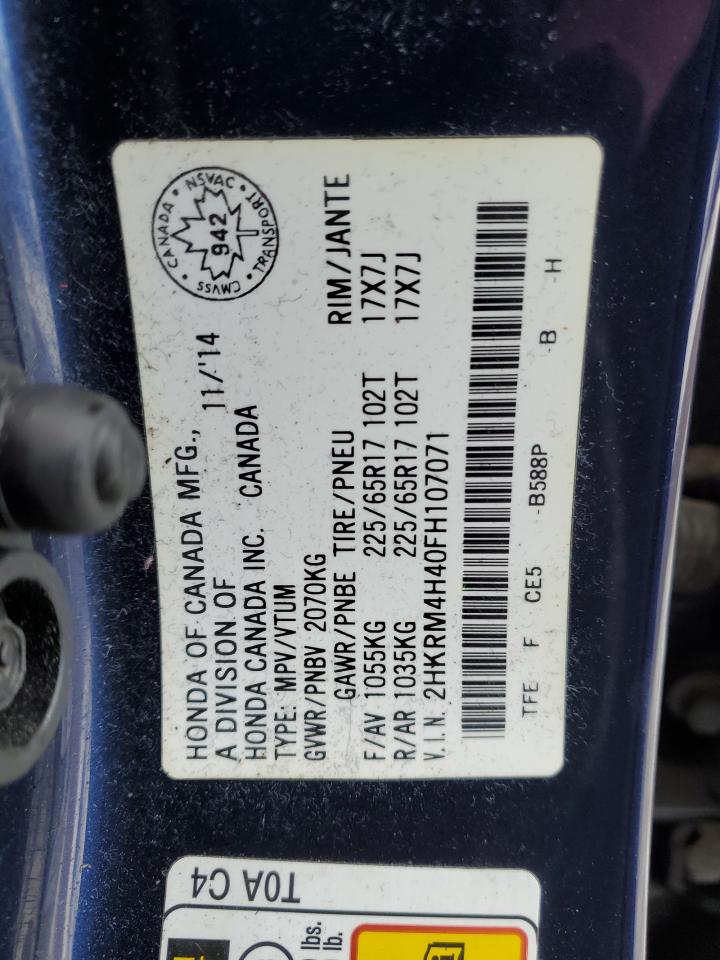 HONDA OF CANADA MFG., 11/'14
A DIVISION OF
HONDA CANADA INC. CANADA
CANADA • NSVAC • TRANSPORT • CMVSS •
942
TYPE: MPV/VTUM
GVWR/PNBV 2070KG
GAWR/PNBE TIRE/PNEU RIM/JANTE
F/AV 1055KG 225/65R17 102T 17X7J
R/AR 1035KG 225/65R17 102T 17X7J
V.I.N. 2HKRM4H40FH107071
TFE F CE5 -B588P -B -H
T0A C4
lbs.
lb.